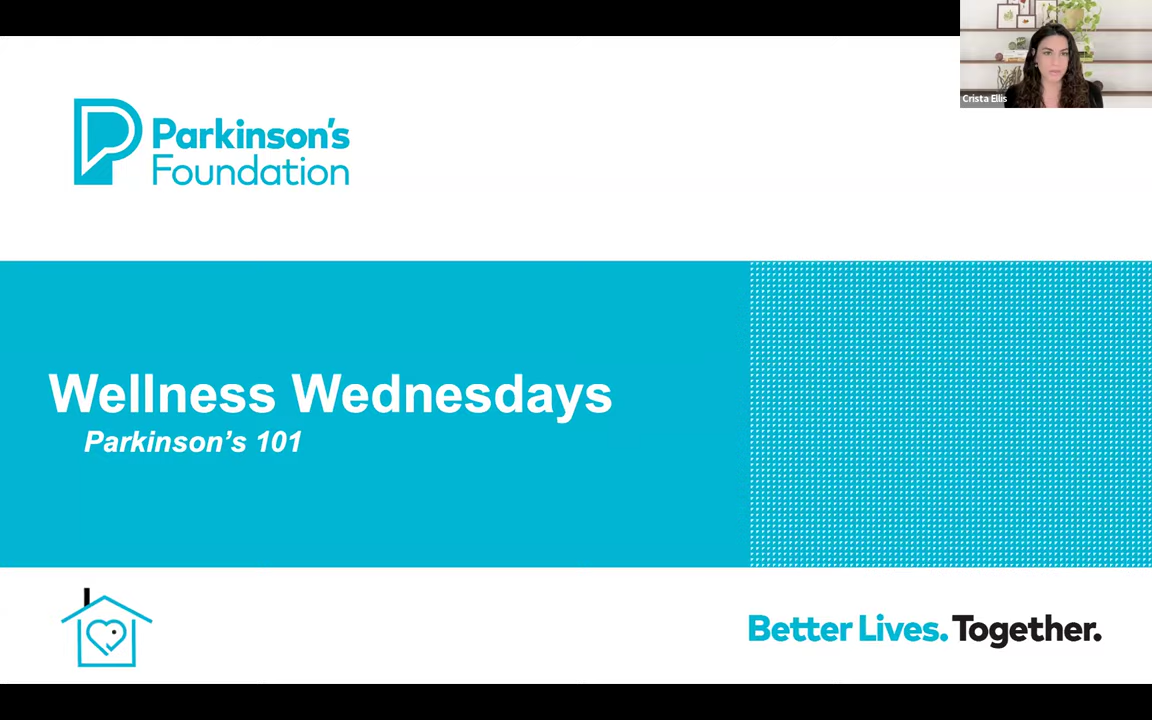 Crista Ellis
Parkinson's
Foundation
Wellness Wednesdays
Parkinson’s 101
Better Lives. Together.